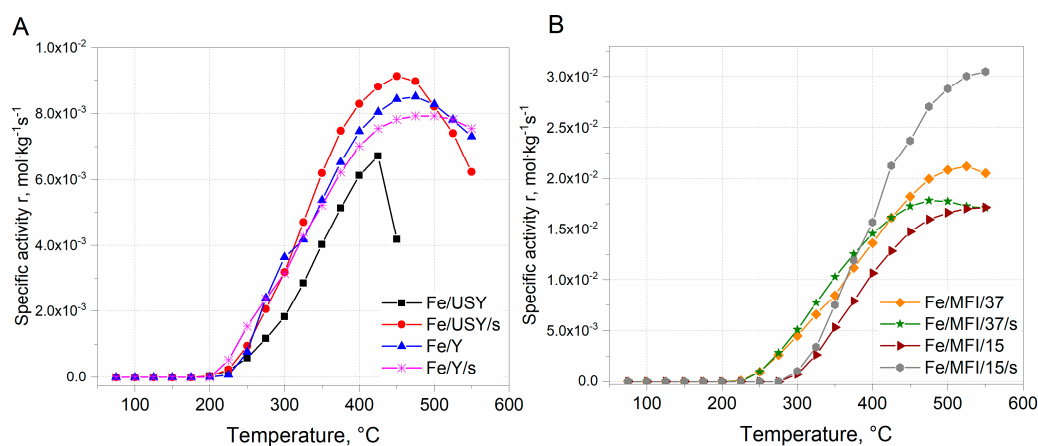 A
Specific activity r, mol·kg⁻¹s⁻¹
1.0x10⁻²
8.0x10⁻³
6.0x10⁻³
4.0x10⁻³
2.0x10⁻³
0.0
100 200 300 400 500 600
Temperature, °C
Fe/USY
Fe/USY/s
Fe/Y
Fe/Y/s
B
Specific activity r, mol·kg⁻¹s⁻¹
3.0x10⁻²
2.5x10⁻²
2.0x10⁻²
1.5x10⁻²
1.0x10⁻²
5.0x10⁻³
0.0
100 200 300 400 500 600
Temperature, °C
Fe/MFI/37
Fe/MFI/37/s
Fe/MFI/15
Fe/MFI/15/s